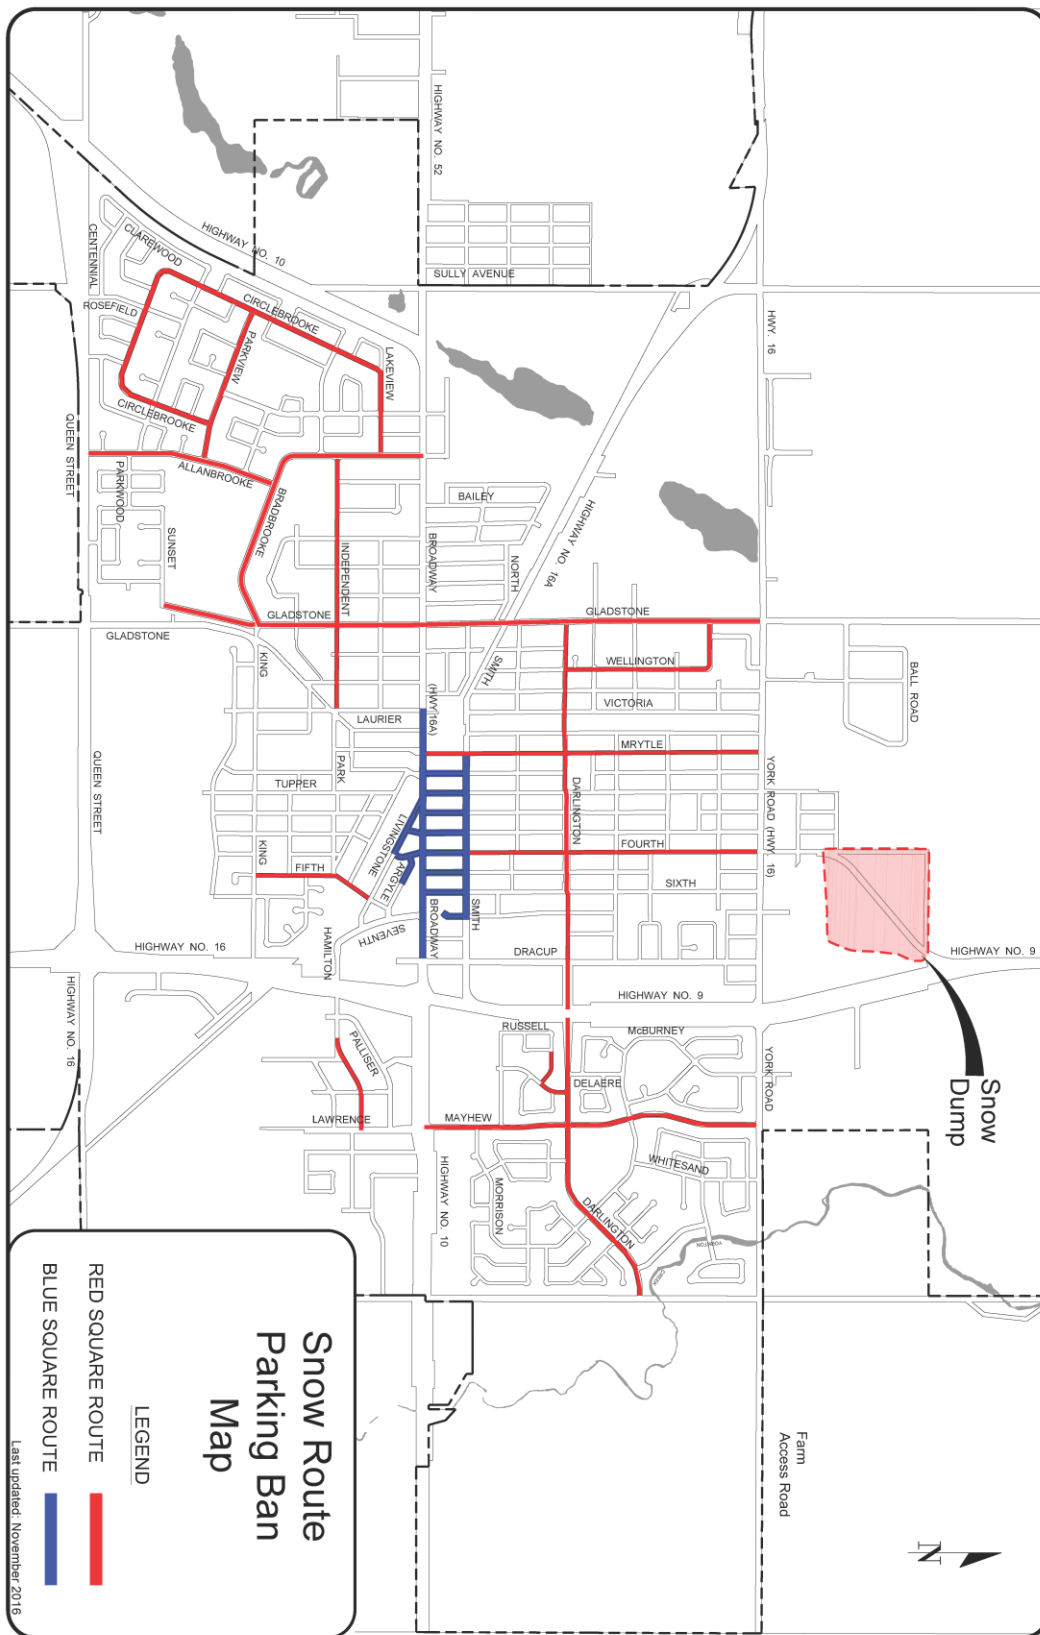 Snow Route
Parking Ban
Map
LEGEND
RED SQUARE ROUTE
BLUE SQUARE ROUTE
Last updated: November 2016
N
Farm
Access Road
Snow
Dump
HIGHWAY NO. 52
HIGHWAY NO. 10
SULLY AVENUE
CENTENNIAL
CLAREWOOD
ROSEFIELD
CIRCLEBROOKE
PARKVIEW
LAKEVIEW
CIRCLEBROOKE
QUEEN STREET
PARKWOOD
ALLANBROOKE
SUNSET
BRADBROOKE
INDEPENDENT
BROADWAY
BAILEY
NORTH
HIGHWAY NO. 16A
HWY. 16
GLADSTONE
GLADSTONE
GLADSTONE
KING
SMITH
WELLINGTON
VICTORIA
BALL ROAD
(HWY 16A)
LAURIER
MRYTLE
PARK
TUPPER
QUEEN STREET
DARLINGTON
YORK ROAD (HWY. 16)
LIVINGSTONE
ARGYLE
FOURTH
KING
FIFTH
SIXTH
BROADWAY
SMITH
SEVENTH
HAMILTON
HIGHWAY NO. 16
DRACUP
HIGHWAY NO. 9
HIGHWAY NO. 9
HIGHWAY NO. 16
RUSSELL
McBURNEY
PALLISER
DELAERE
YORK ROAD
LAWRENCE
MAYHEW
HIGHWAY NO. 10
WHITESAND
MORRISON
DARLINGTON
YORKTON
CREEK